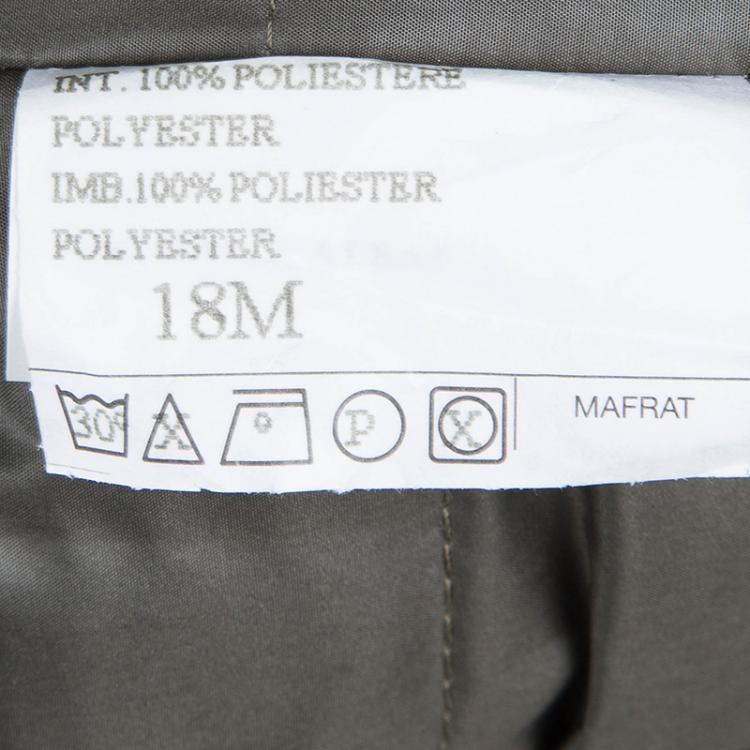 INT. 100% POLIESTERE
POLYESTER
IMB.100% POLIESTER
POLYESTER
18M
30° X P X
MAFRAT